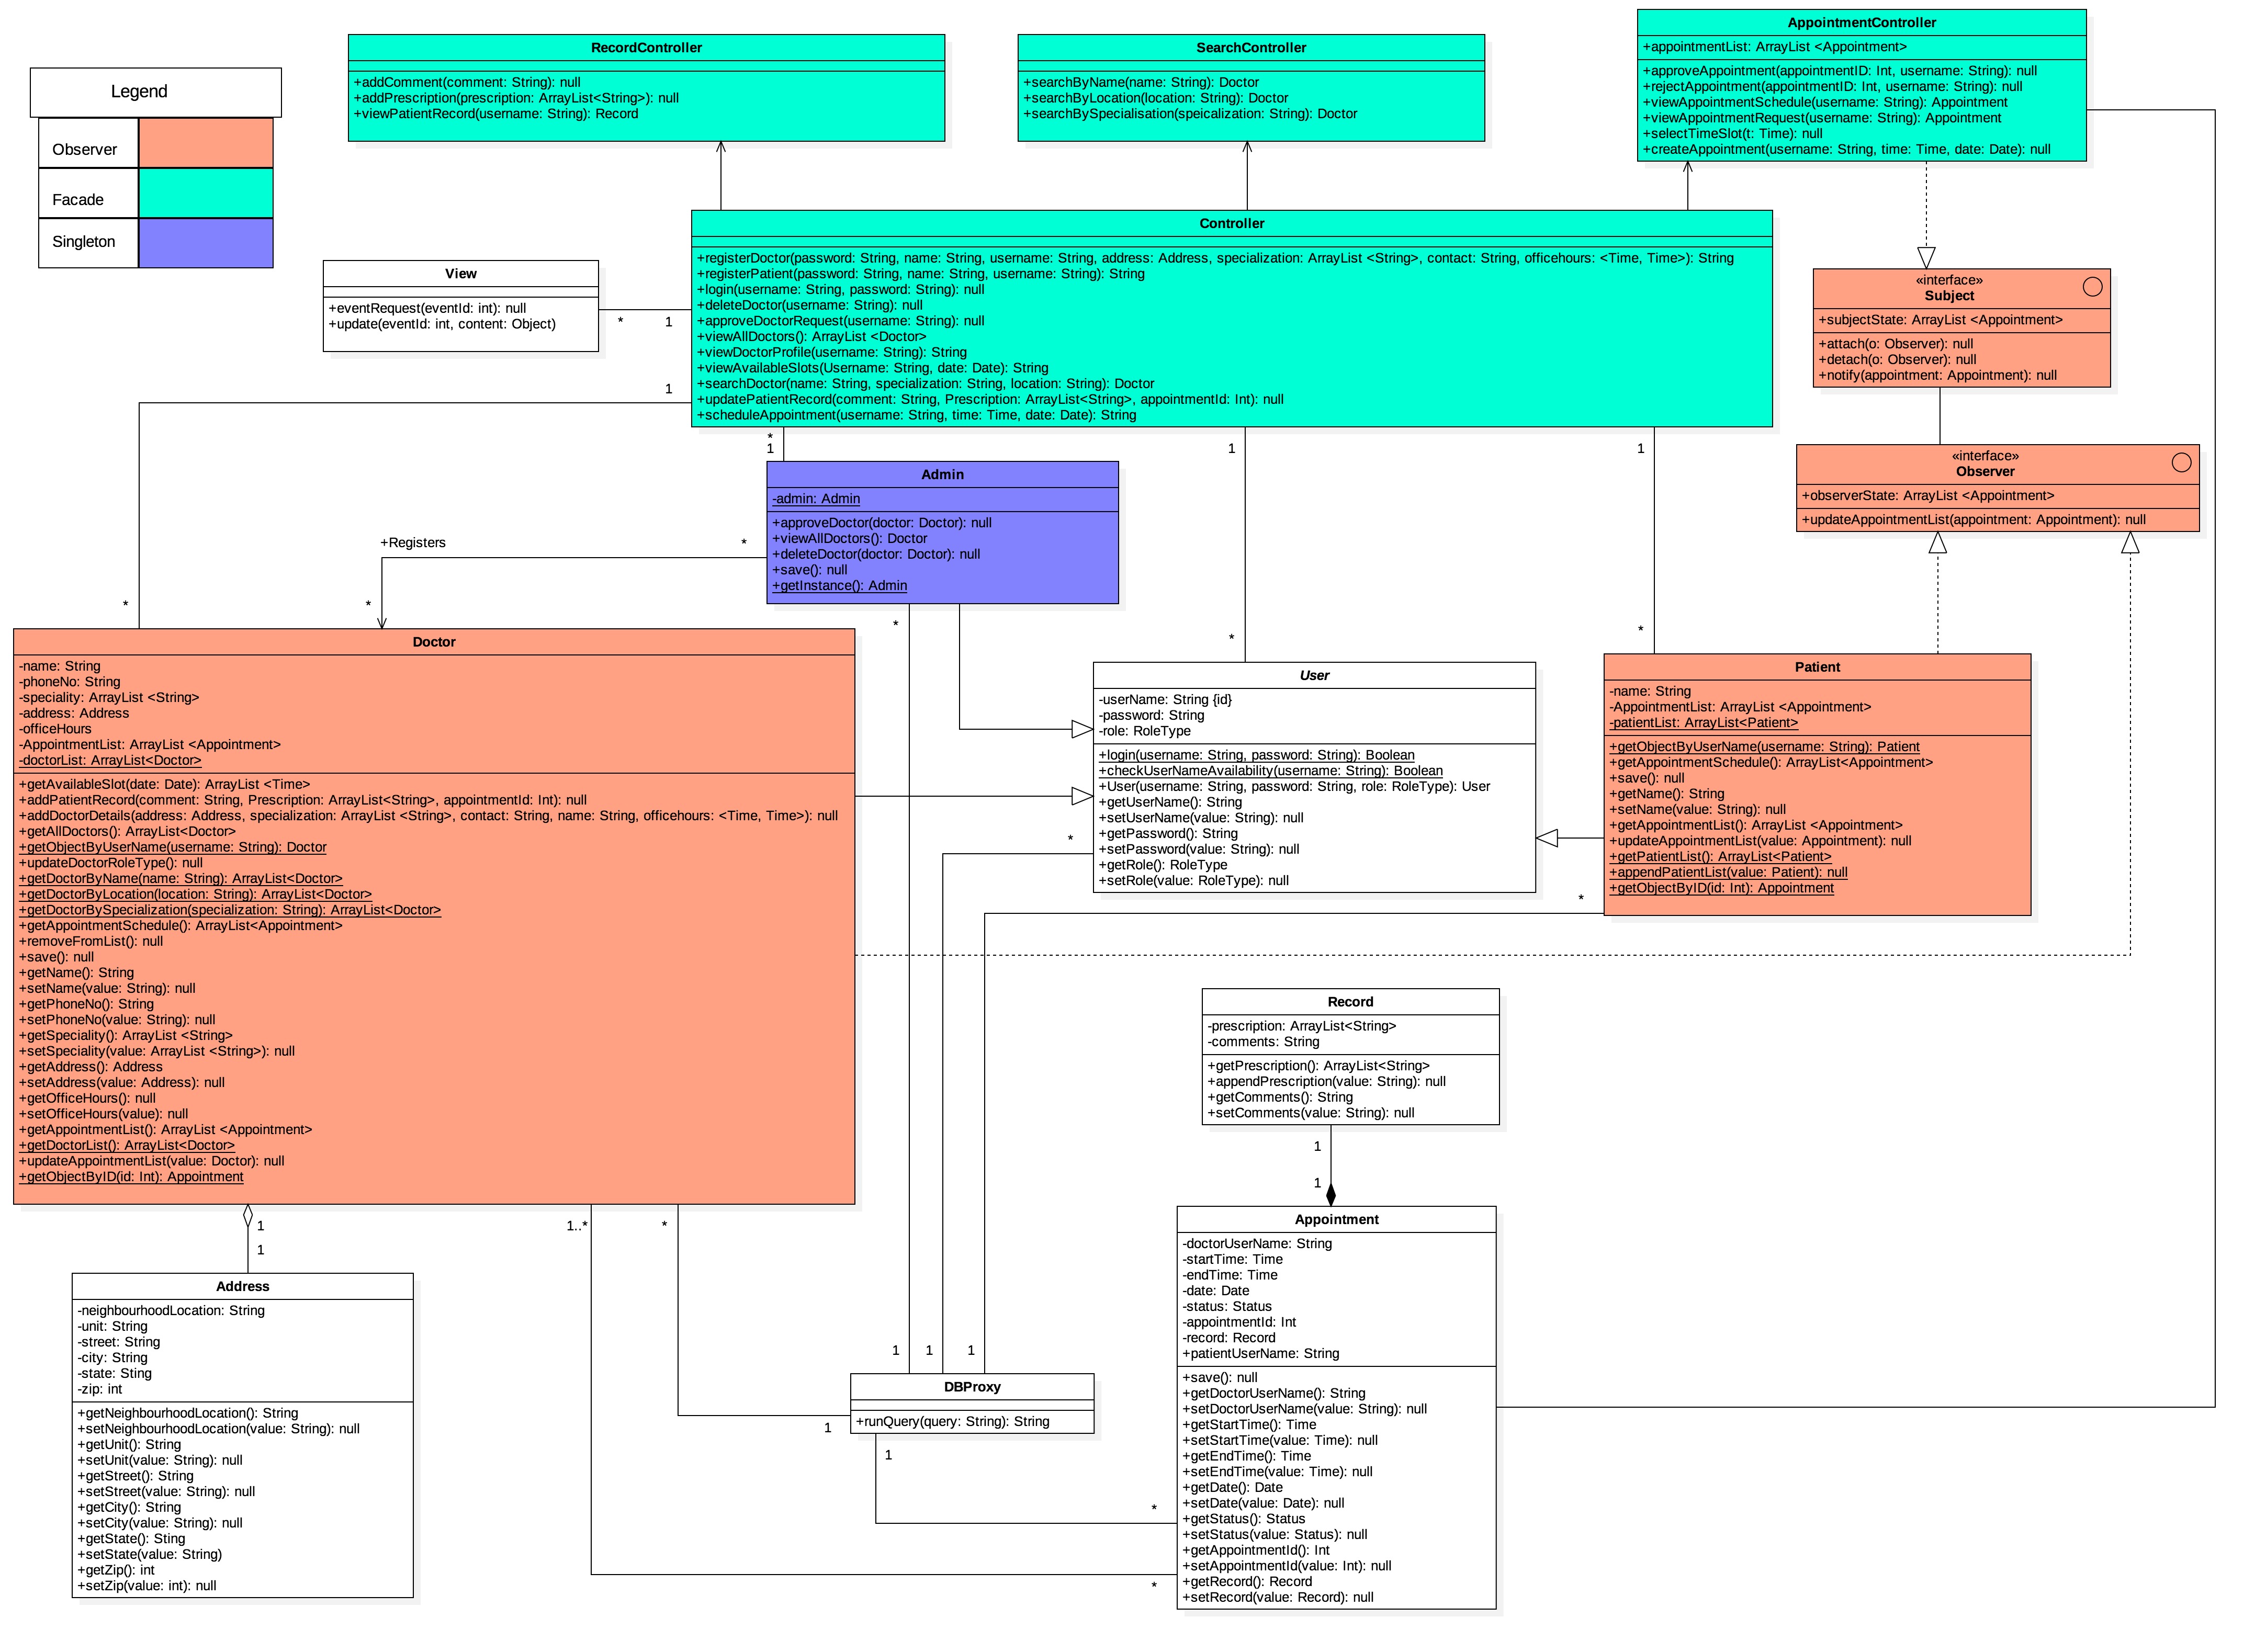 Legend
Observer
Facade
Singleton
RecordController
+addComment(comment: String): null
+addPrescription(prescription: ArrayList<String>): null
+viewPatientRecord(username: String): Record
SearchController
+searchByName(name: String): Doctor
+searchByLocation(location: String): Doctor
+searchBySpecialisation(speicalization: String): Doctor
AppointmentController
+appointmentList: ArrayList <Appointment>
+approveAppointment(appointmentID: Int, username: String): null
+rejectAppointment(appointmentID: Int, username: String): null
+viewAppointmentSchedule(username: String): Appointment
+viewAppointmentRequest(username: String): Appointment
+selectTimeSlot(t: Time): null
+createAppointment(username: String, time: Time, date: Date): null
View
+eventRequest(eventId: int): null
+update(eventId: int, content: Object)
*
1
Controller
+registerDoctor(password: String, name: String, username: String, address: Address, specialization: ArrayList <String>, contact: String, officehours: <Time, Time>): String
+registerPatient(password: String, name: String, username: String): String
+login(username: String, password: String): null
+deleteDoctor(username: String): null
+approveDoctorRequest(username: String): null
+viewAllDoctors(): ArrayList <Doctor>
+viewDoctorProfile(username: String): String
+viewAvailableSlots(Username: String, date: Date): String
+searchDoctor(name: String, specialization: String, location: String): Doctor
+updatePatientRecord(comment: String, Prescription: ArrayList<String>, appointmentId: Int): null
+scheduleAppointment(username: String, time: Time, date: Date): String
«interface»
Subject
+subjectState: ArrayList <Appointment>
+attach(o: Observer): null
+detach(o: Observer): null
+notify(appointment: Appointment): null
«interface»
Observer
+observerState: ArrayList <Appointment>
+updateAppointmentList(appointment: Appointment): null
1
*
1
1
1
Admin
-admin: Admin
+approveDoctor(doctor: Doctor): null
+viewAllDoctors(): Doctor
+deleteDoctor(doctor: Doctor): null
+save(): null
+getInstance(): Admin
+Registers
*
*
*
*
*
*
Doctor
-name: String
-phoneNo: String
-speciality: ArrayList <String>
-address: Address
-officeHours
-AppointmentList: ArrayList <Appointment>
-doctorList: ArrayList<Doctor>
+getAvailableSlot(date: Date): ArrayList <Time>
+addPatientRecord(comment: String, Prescription: ArrayList<String>, appointmentId: Int): null
+addDoctorDetails(address: Address, specialization: ArrayList <String>, contact: String, name: String, officehours: <Time, Time>): null
+getAllDoctors(): ArrayList<Doctor>
+getObjectByUserName(username: String): Doctor
+updateDoctorRoleType(): null
+getDoctorByName(name: String): ArrayList<Doctor>
+getDoctorByLocation(location: String): ArrayList<Doctor>
+getDoctorBySpecialization(specialization: String): ArrayList<Doctor>
+getAppointmentSchedule(): ArrayList<Appointment>
+removeFromList(): null
+save(): null
+getName(): String
+setName(value: String): null
+getPhoneNo(): String
+setPhoneNo(value: String): null
+getSpeciality(): ArrayList <String>
+setSpeciality(value: ArrayList <String>): null
+getAddress(): Address
+setAddress(value: Address): null
+getOfficeHours(): null
+setOfficeHours(value): null
+getAppointmentList(): ArrayList <Appointment>
+getDoctorList(): ArrayList<Doctor>
+updateAppointmentList(value: Doctor): null
+getObjectByID(id: Int): Appointment
User
-userName: String {id}
-password: String
-role: RoleType
+login(username: String, password: String): Boolean
+checkUserNameAvailability(username: String): Boolean
+User(username: String, password: String, role: RoleType): User
+getUserName(): String
+setUserName(value: String): null
+getPassword(): String
+setPassword(value: String): null
+getRole(): RoleType
+setRole(value: RoleType): null
*
Patient
-name: String
-AppointmentList: ArrayList <Appointment>
-patientList: ArrayList<Patient>
+getObjectByUserName(username: String): Patient
+getAppointmentSchedule(): ArrayList<Appointment>
+save(): null
+getName(): String
+setName(value: String): null
+getAppointmentList(): ArrayList <Appointment>
+updateAppointmentList(value: Appointment): null
+getPatientList(): ArrayList<Patient>
+appendPatientList(value: Patient): null
+getObjectByID(id: Int): Appointment
*
Record
-prescription: ArrayList<String>
-comments: String
+getPrescription(): ArrayList<String>
+appendPrescription(value: String): null
+getComments(): String
+setComments(value: String): null
1
1
1
1
1..*
*
Address
-neighbourhoodLocation: String
-unit: String
-street: String
-city: String
-state: Sting
-zip: int
+getNeighbourhoodLocation(): String
+setNeighbourhoodLocation(value: String): null
+getUnit(): String
+setUnit(value: String): null
+getStreet(): String
+setStreet(value: String): null
+getCity(): String
+setCity(value: String): null
+getState(): Sting
+setState(value: String)
+getZip(): int
+setZip(value: int): null
1
1
1
DBProxy
+runQuery(query: String): String
1
1
*
*
Appointment
-doctorUserName: String
-startTime: Time
-endTime: Time
-date: Date
-status: Status
-appointmentId: Int
-record: Record
+patientUserName: String
+save(): null
+getDoctorUserName(): String
+setDoctorUserName(value: String): null
+getStartTime(): Time
+setStartTime(value: Time): null
+getEndTime(): Time
+setEndTime(value: Time): null
+getDate(): Date
+setDate(value: Date): null
+getStatus(): Status
+setStatus(value: Status): null
+getAppointmentId(): Int
+setAppointmentId(value: Int): null
+getRecord(): Record
+setRecord(value: Record): null